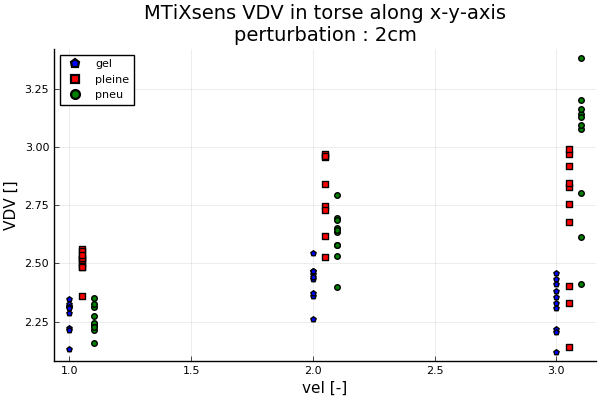 MTiXsens VDV in torse along x-y-axis
perturbation : 2cm
gel
pleine
pneu
3.25
3.00
2.75
2.50
2.25
VDV []
1.0 1.5 2.0 2.5 3.0
vel [-]